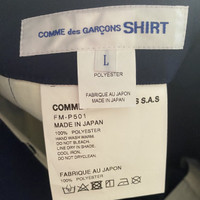 COMME des GARÇONS SHIRT
L
POLYESTER
FABRIQUE AU JAPON
MADE IN JAPAN
COMME S S.A.S
FM-P501
MADE IN JAPAN
100% POLYESTER
HAND WASH WARM
DO NOT BLEACH.
LINE DRY IN SHADE.
COOL IRON.
DO NOT DRYCLEAN
FABRIQUE AU JAPON
100% POLYESTER